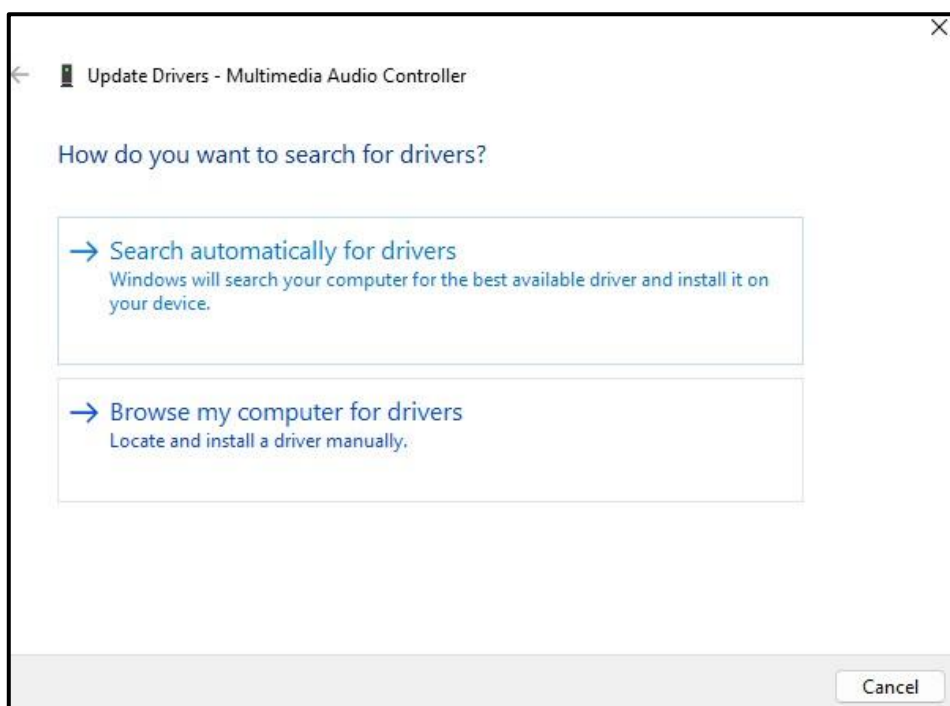 Update Drivers - Multimedia Audio Controller
How do you want to search for drivers?
Search automatically for drivers
Windows will search your computer for the best available driver and install it on
your device.
Browse my computer for drivers
Locate and install a driver manually.
Cancel